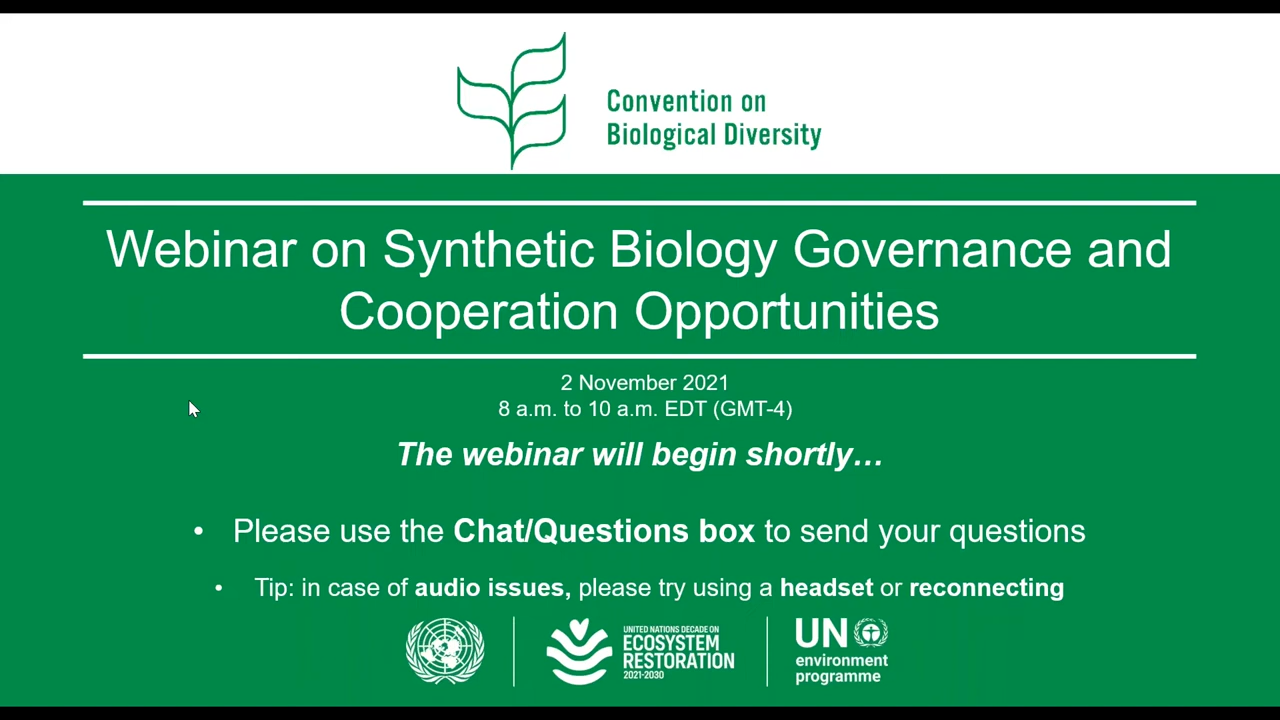 Convention on
Biological Diversity
Webinar on Synthetic Biology Governance and
Cooperation Opportunities
2 November 2021
8 a.m. to 10 a.m. EDT (GMT-4)
The webinar will begin shortly…
• Please use the Chat/Questions box to send your questions
• Tip: in case of audio issues, please try using a headset or reconnecting
UNITED NATIONS DECADE ON
ECOSYSTEM
RESTORATION
2021-2030
UN
environment
programme